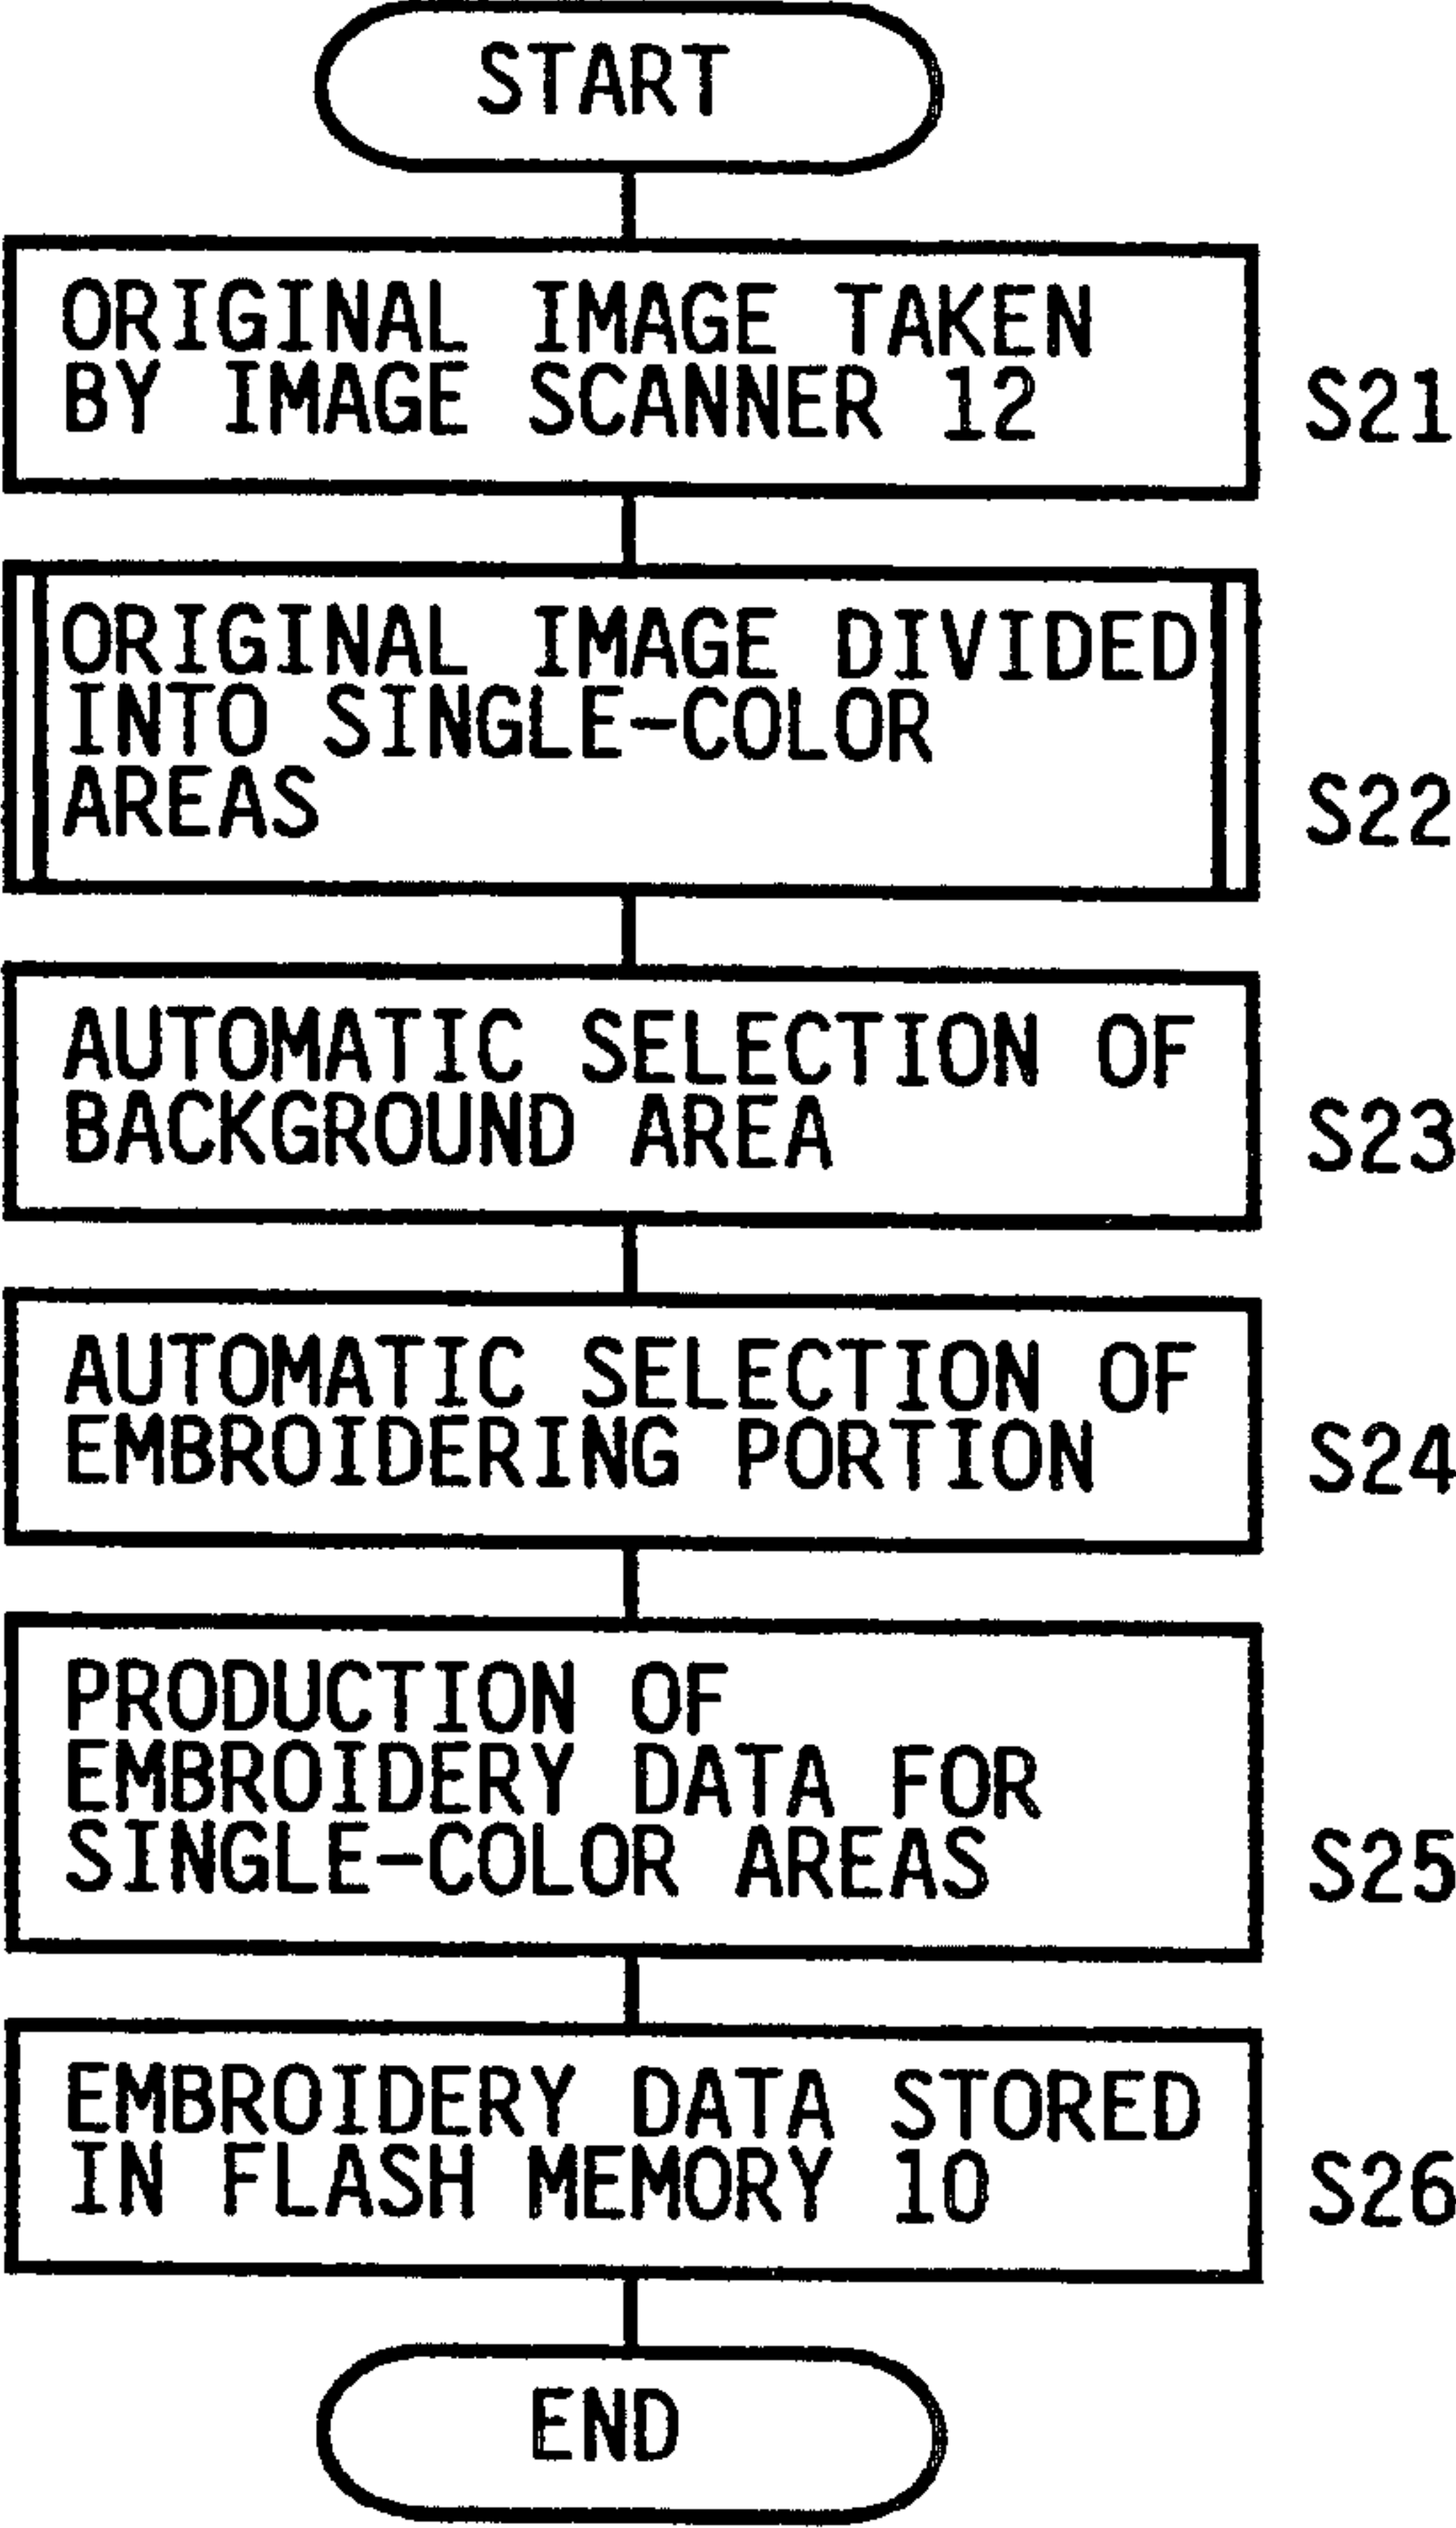 START
ORIGINAL IMAGE TAKEN
BY IMAGE SCANNER 12
S21
ORIGINAL IMAGE DIVIDED
INTO SINGLE-COLOR
AREAS
S22
AUTOMATIC SELECTION OF
BACKGROUND AREA
S23
AUTOMATIC SELECTION OF
EMBROIDERING PORTION
S24
PRODUCTION OF
EMBROIDERY DATA FOR
SINGLE-COLOR AREAS
S25
EMBROIDERY DATA STORED
IN FLASH MEMORY 10
S26
END